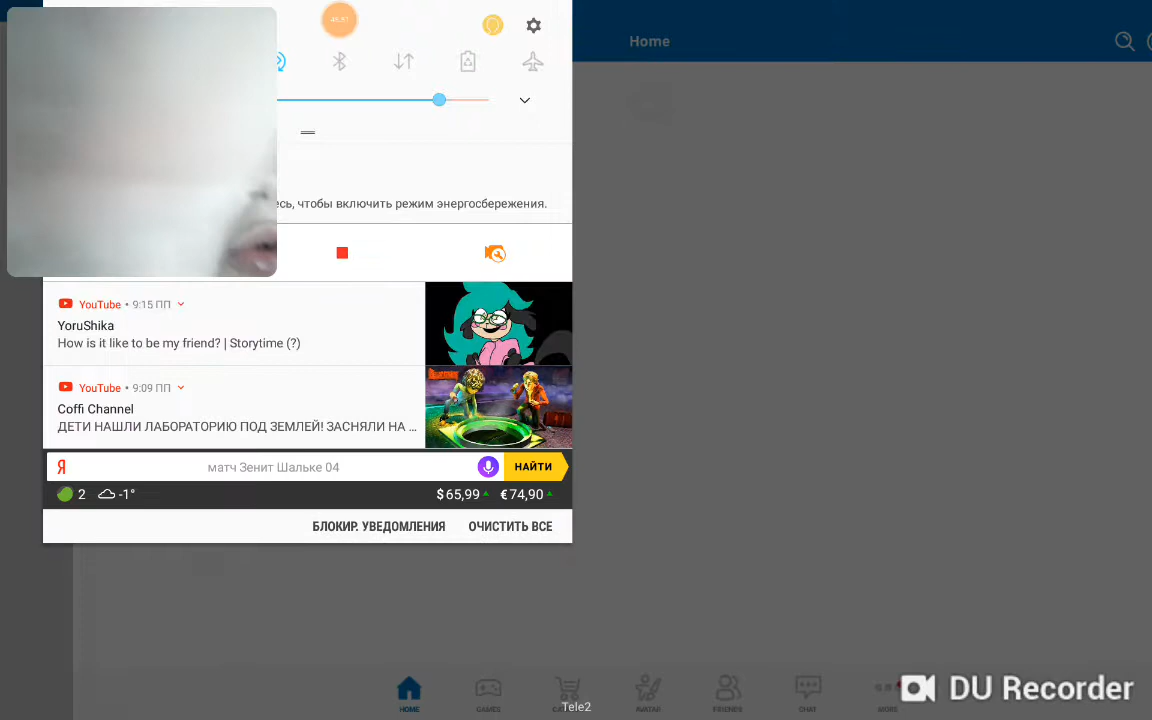 Home
есь, чтобы включить режим энергосбережения.
YouTube • 9:15 ПП
YoruShika
How is it like to be my friend? | Storytime (?)
YouTube • 9:09 ПП
Coffi Channel
ДЕТИ НАШЛИ ЛАБОРАТОРИЮ ПОД ЗЕМЛЕЙ! ЗАСНЯЛИ НА ...
Я матч Зенит Шальке 04 НАЙТИ
2 -1° $65,99 €74,90
БЛОКИР. УВЕДОМЛЕНИЯ ОЧИСТИТЬ ВСЕ
HOME GAMES AVATAR FRIENDS CHAT MORE
Tele2
DU Recorder